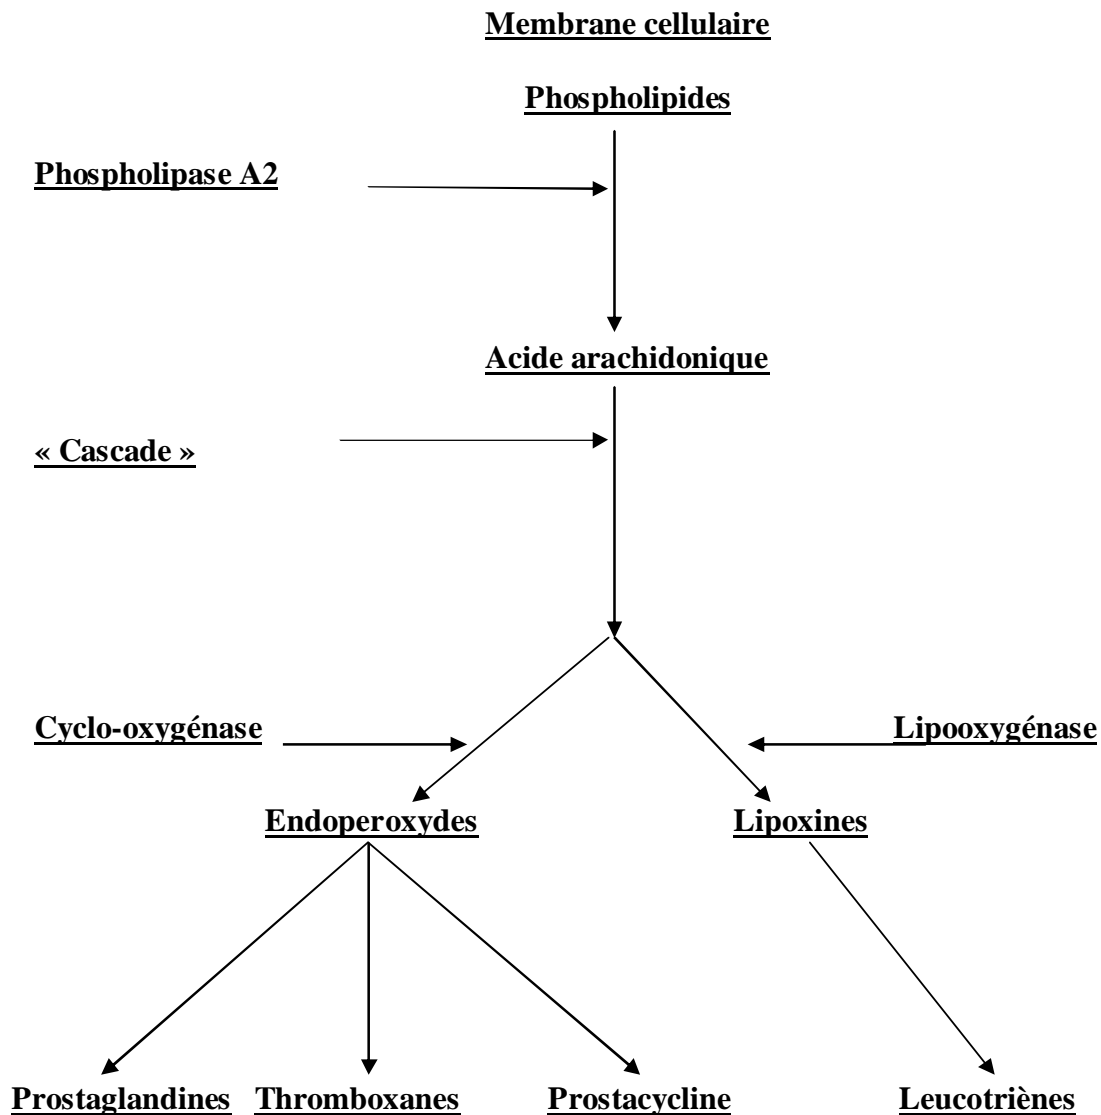 Membrane cellulaire
Phospholipides
Phospholipase A2
Acide arachidonique
« Cascade »
Cyclo-oxygénase
Lipooxygénase
Endoperoxydes
Lipoxines
Prostaglandines
Thromboxanes
Prostacycline
Leucotriènes